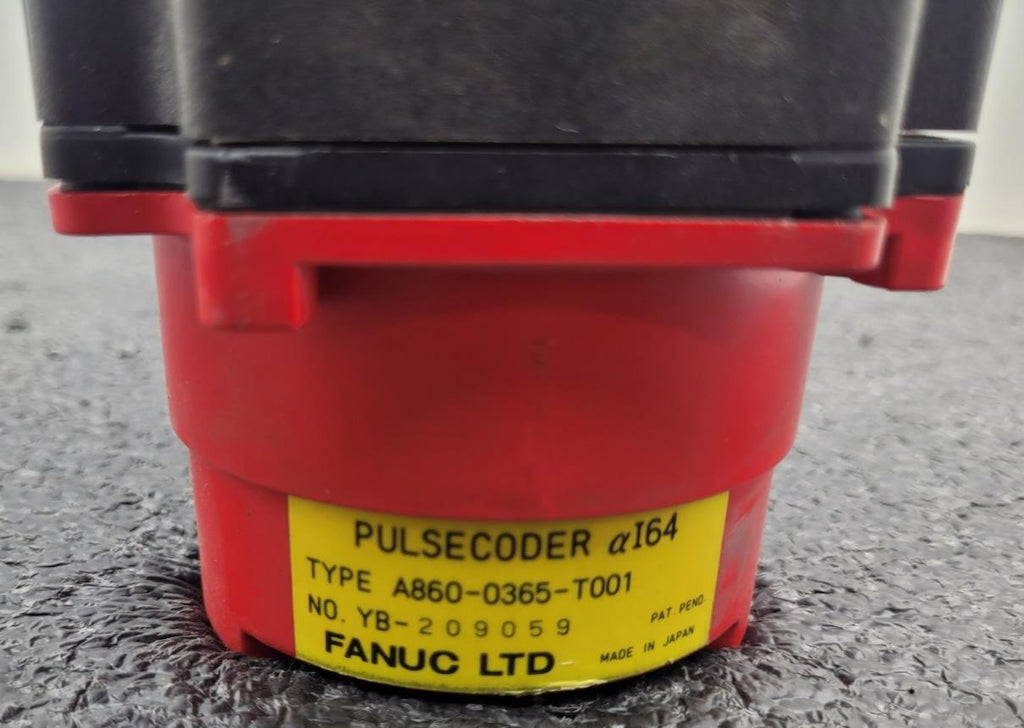 PULSECODER αI64
TYPE A860-0365-T001
NO. YB-209059
PAT PEND.
FANUC LTD
MADE IN JAPAN